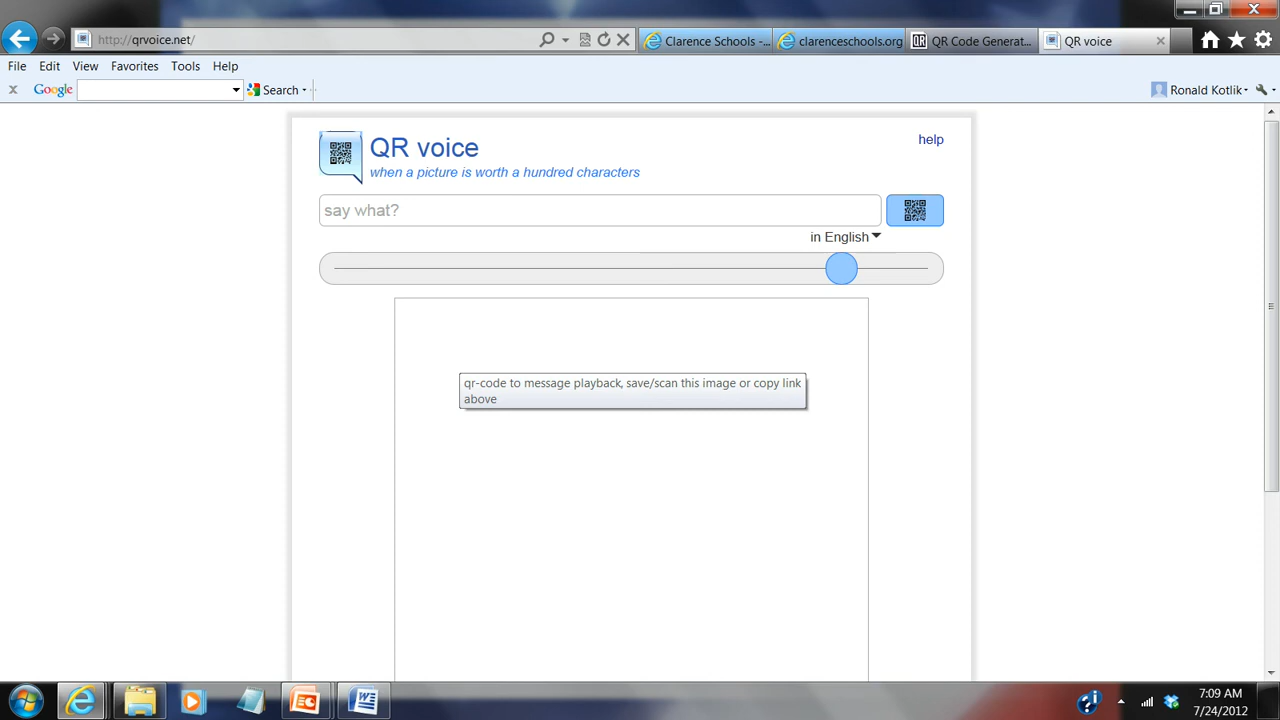 http://qrvoice.net/
Clarence Schools -...
clarenceschools.org
QR Code Generat...
QR voice
File Edit View Favorites Tools Help
x Google Search
Ronald Kotlik
QR voice
help
when a picture is worth a hundred characters
say what?
in English
qr-code to message playback, save/scan this image or copy link
above
7:09 AM
7/24/2012